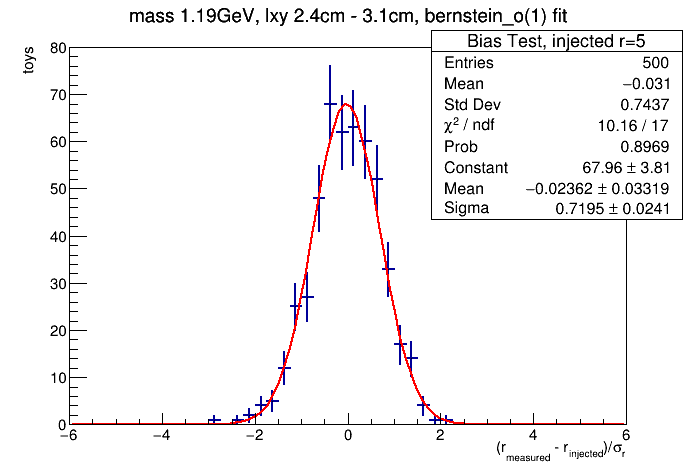 mass 1.19GeV, lxy 2.4cm - 3.1cm, bernstein_o(1) fit
toys
Bias Test, injected r=5
Entries 500
Mean −0.031
Std Dev 0.7437
χ² / ndf 10.16 / 17
Prob 0.8969
Constant 67.96 ± 3.81
Mean −0.02362 ± 0.03319
Sigma 0.7195 ± 0.0241
80
70
60
50
40
30
20
10
0
−6 −4 −2 0 2 4 6
(r_measured - r_injected)/σ_r